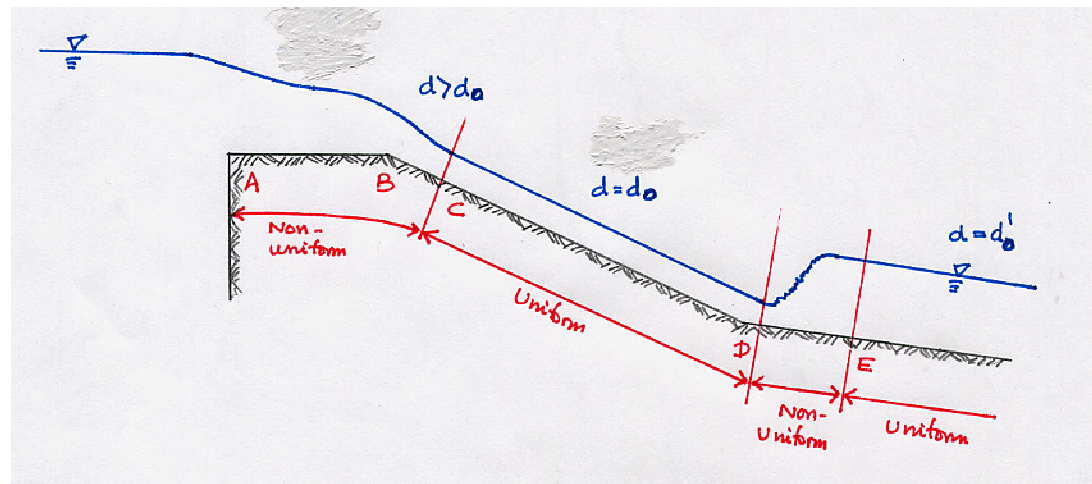 d>d₀
d=d₀
d=d₀'
A
B
C
Non-
uniform
Uniform
D
E
Non-
Uniform
Uniform